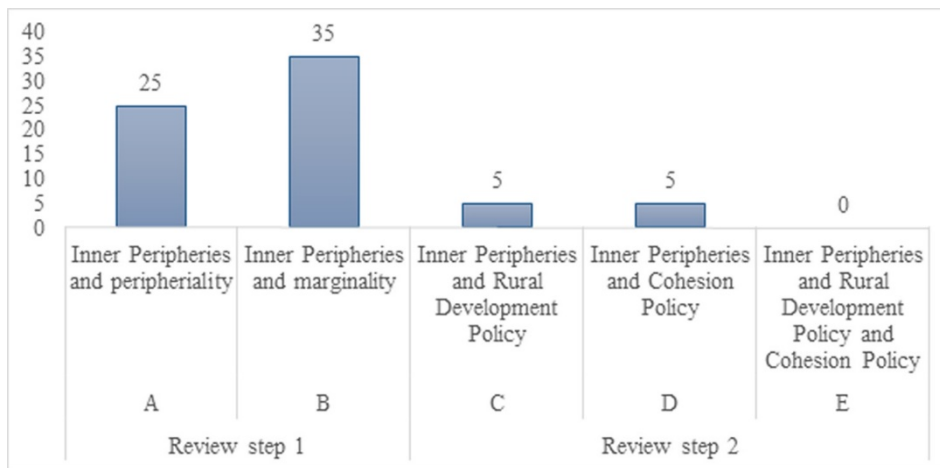 40
35
30
25
20
15
10
5
0
25
35
5
5
0
Inner Peripheries
and peripheriality
Inner Peripheries
and marginality
Inner Peripheries
and Rural
Development
Policy
Inner Peripheries
and Cohesion
Policy
Inner Peripheries
and Rural
Development
Policy and
Cohesion Policy
A
B
C
D
E
Review step 1
Review step 2